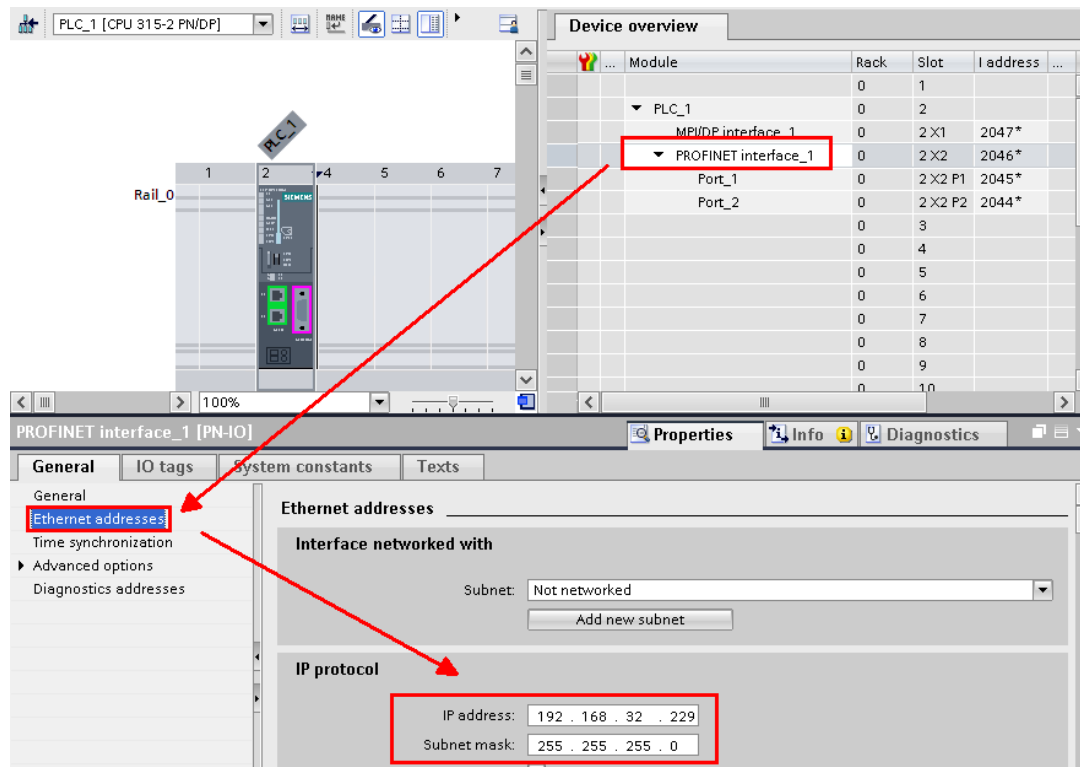 PLC_1 [CPU 315-2 PN/DP]
Device overview
... Module Rack Slot I address ...
0 1
PLC_1 0 2
MPI/DP interface_1 0 2 X1 2047*
PROFINET interface_1 0 2 X2 2046*
Port_1 0 2 X2 P1 2045*
Port_2 0 2 X2 P2 2044*
0 3
0 4
0 5
0 6
0 7
0 8
0 9
0 10
PLC_1
1 2 4 5 6 7
Rail_0
SIEMENS
100%
PROFINET interface_1 [PN-IO]
Properties Info Diagnostics
General IO tags System constants Texts
General
Ethernet addresses
Time synchronization
Advanced options
Diagnostics addresses
Ethernet addresses
Interface networked with
Subnet: Not networked
Add new subnet
IP protocol
IP address: 192 . 168 . 32 . 229
Subnet mask: 255 . 255 . 255 . 0